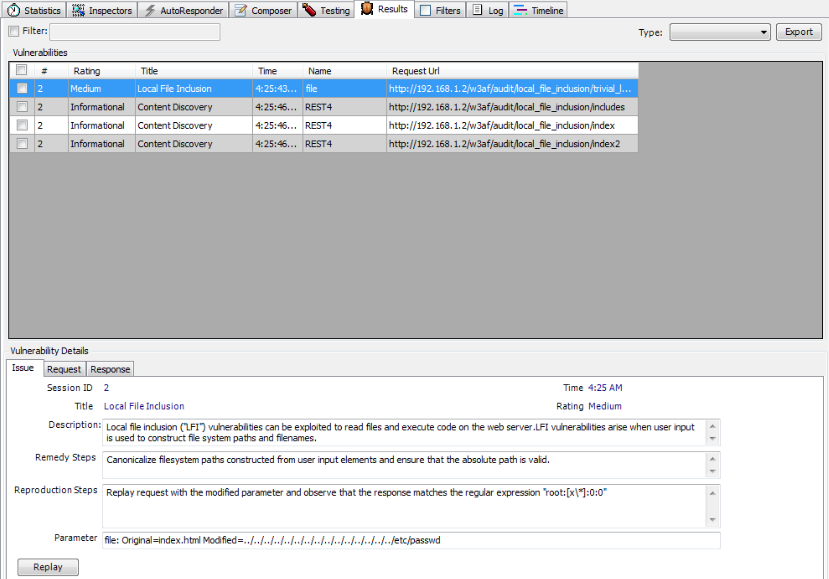 Statistics Inspectors AutoResponder Composer Testing Results Filters Log Timeline
Filter: Type: Export
Vulnerabilities
# Rating Title Time Name Request Url
2 Medium Local File Inclusion 4:25:43... file http://192.168.1.2/w3af/audit/local_file_inclusion/trivial_l...
2 Informational Content Discovery 4:25:46... REST4 http://192.168.1.2/w3af/audit/local_file_inclusion/includes
2 Informational Content Discovery 4:25:46... REST4 http://192.168.1.2/w3af/audit/local_file_inclusion/index
2 Informational Content Discovery 4:25:46... REST4 http://192.168.1.2/w3af/audit/local_file_inclusion/index2
Vulnerability Details
Issue Request Response
Session ID 2 Time 4:25 AM
Title Local File Inclusion Rating Medium
Description: Local file inclusion ("LFI") vulnerabilities can be exploited to read files and execute code on the web server.LFI vulnerabilities arise when user input
is used to construct file system paths and filenames.
Remedy Steps Canonicalize filesystem paths constructed from user input elements and ensure that the absolute path is valid.
Reproduction Steps Replay request with the modified parameter and observe that the response matches the regular expression "root:[x\*]:0:0"
Parameter file: Original=index.html Modified=../../../../../../../../../../../../../../../etc/passwd
Replay